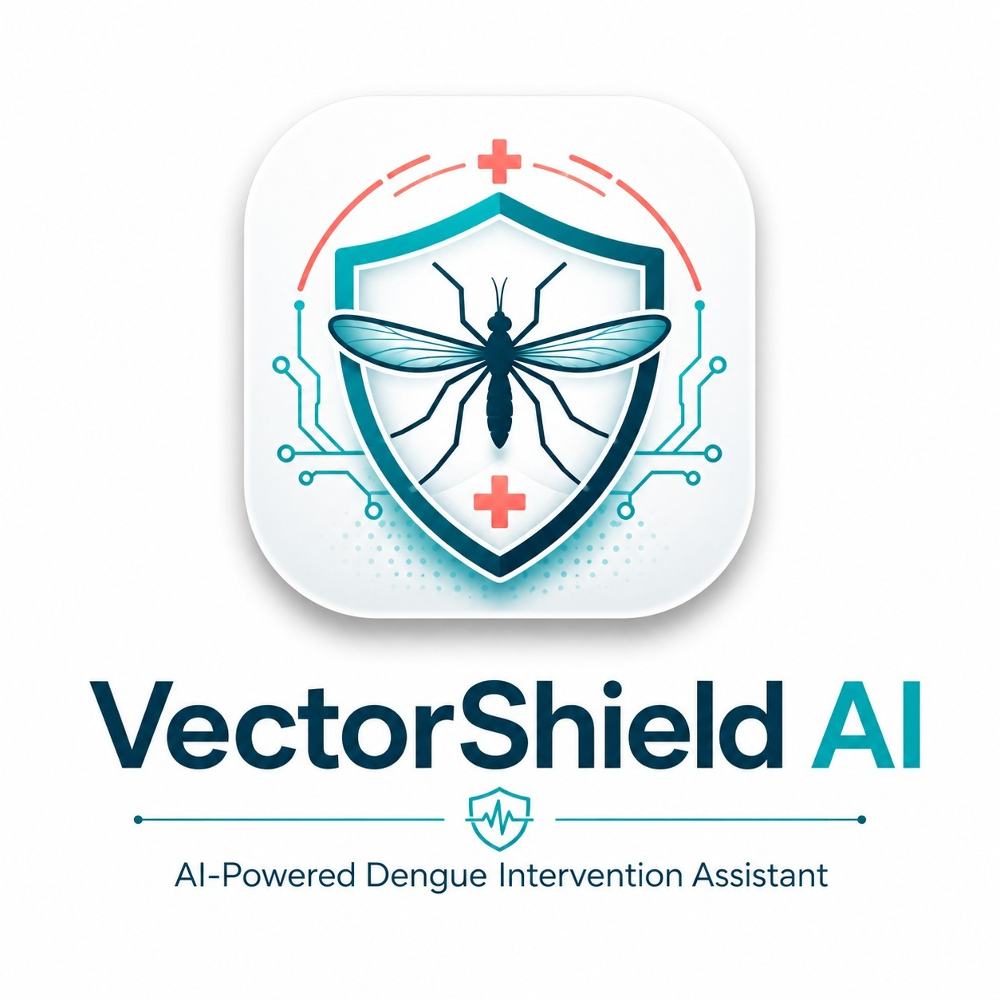 VectorShield AI
AI-Powered Dengue Intervention Assistant